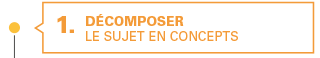 1. DÉCOMPOSER
LE SUJET EN CONCEPTS